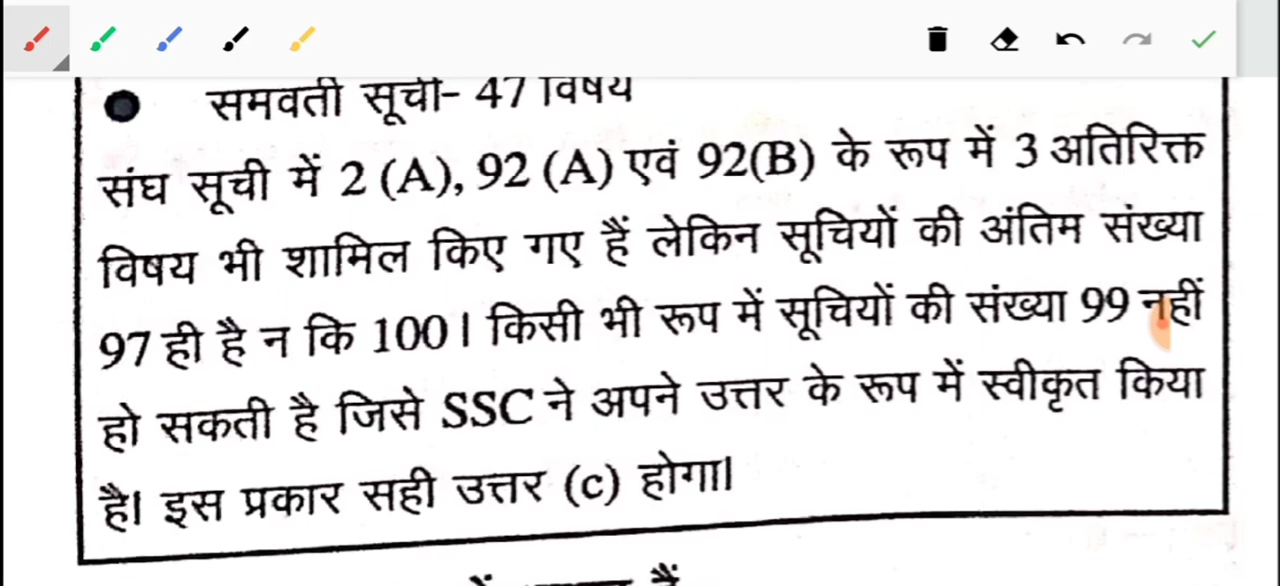 ● समवर्ती सूची- 47 विषय
संघ सूची में 2 (A), 92 (A) एवं 92(B) के रूप में 3 अतिरिक्त
विषय भी शामिल किए गए हैं लेकिन सूचियों की अंतिम संख्या
97 ही है न कि 100। किसी भी रूप में सूचियों की संख्या 99 नहीं
हो सकती है जिसे SSC ने अपने उत्तर के रूप में स्वीकृत किया
है। इस प्रकार सही उत्तर (c) होगा।